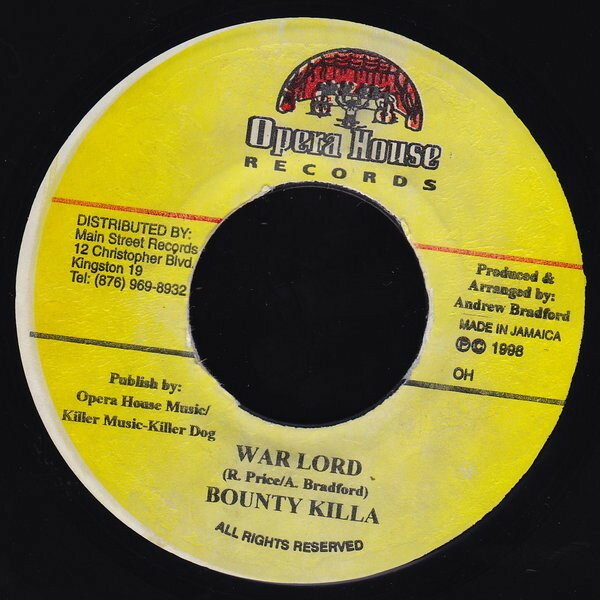 Opera House
RECORDS
DISTRIBUTED BY:
Main Street Records
12 Christopher Blvd.
Kingston 19
Tel: (876) 969-8932
Produced &
Arranged by:
Andrew Bradford
MADE IN JAMAICA
℗© 1998
OH
Publish by:
Opera House Music/
Killer Music-Killer Dog
WAR LORD
(R. Price/A. Bradford)
BOUNTY KILLA
ALL RIGHTS RESERVED